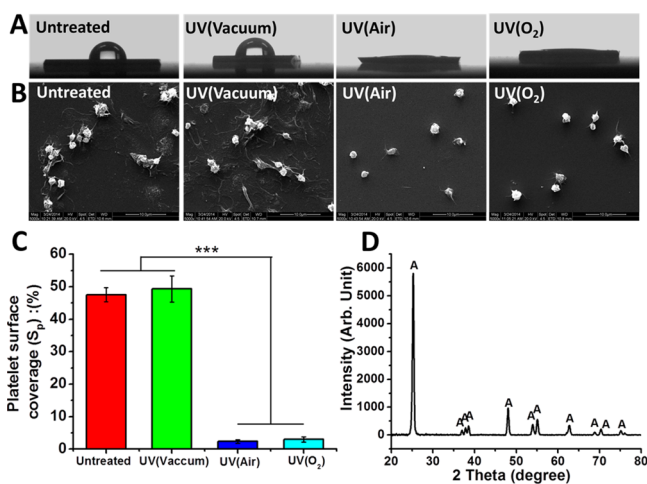 A
Untreated
UV(Vacuum)
UV(Air)
UV(O₂)
B
Untreated
UV(Vacuum)
UV(Air)
UV(O₂)
C
Platelet surface
coverage (Sₚ) :(%)
60
50
40
30
20
10
0
***
Untreated
UV(Vaccum)
UV(Air)
UV(O₂)
D
Intensity (Arb. Unit)
6000
5000
4000
3000
2000
1000
0
A
A
A
A
A
A
A
A
A
A
A
20
30
40
50
60
70
80
2 Theta (degree)